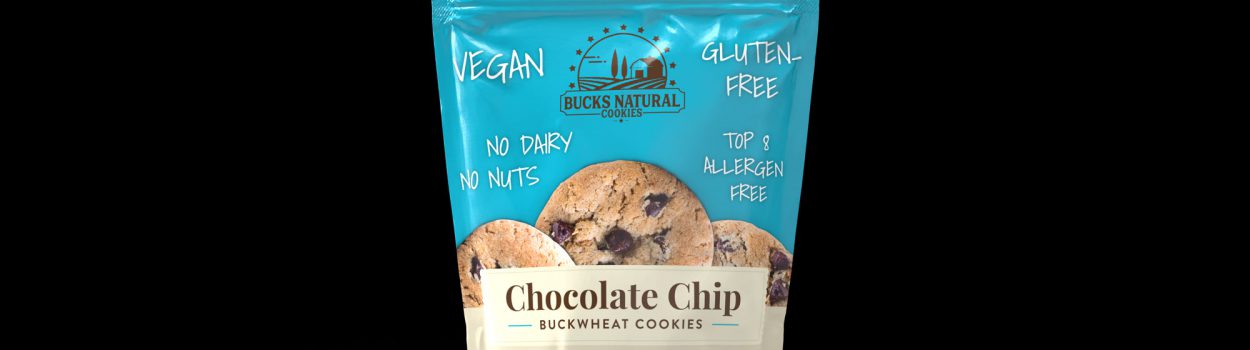 VEGAN
GLUTEN-
FREE
BUCKS NATURAL
COOKIES
NO DAIRY
NO NUTS
TOP 8
ALLERGEN
FREE
Chocolate Chip
BUCKWHEAT COOKIES